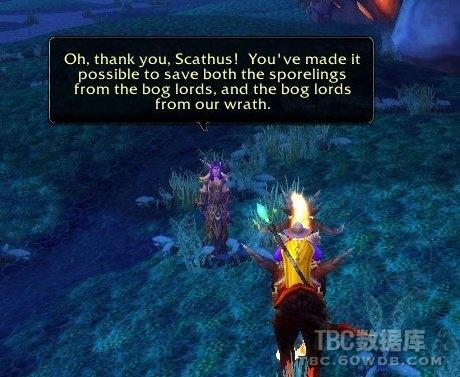 Oh, thank you, Scathus!  You've made it
possible to save both the sporelings
from the bog lords, and the bog lords
from our wrath.
TBC数据库
TBC.60WDB.COM